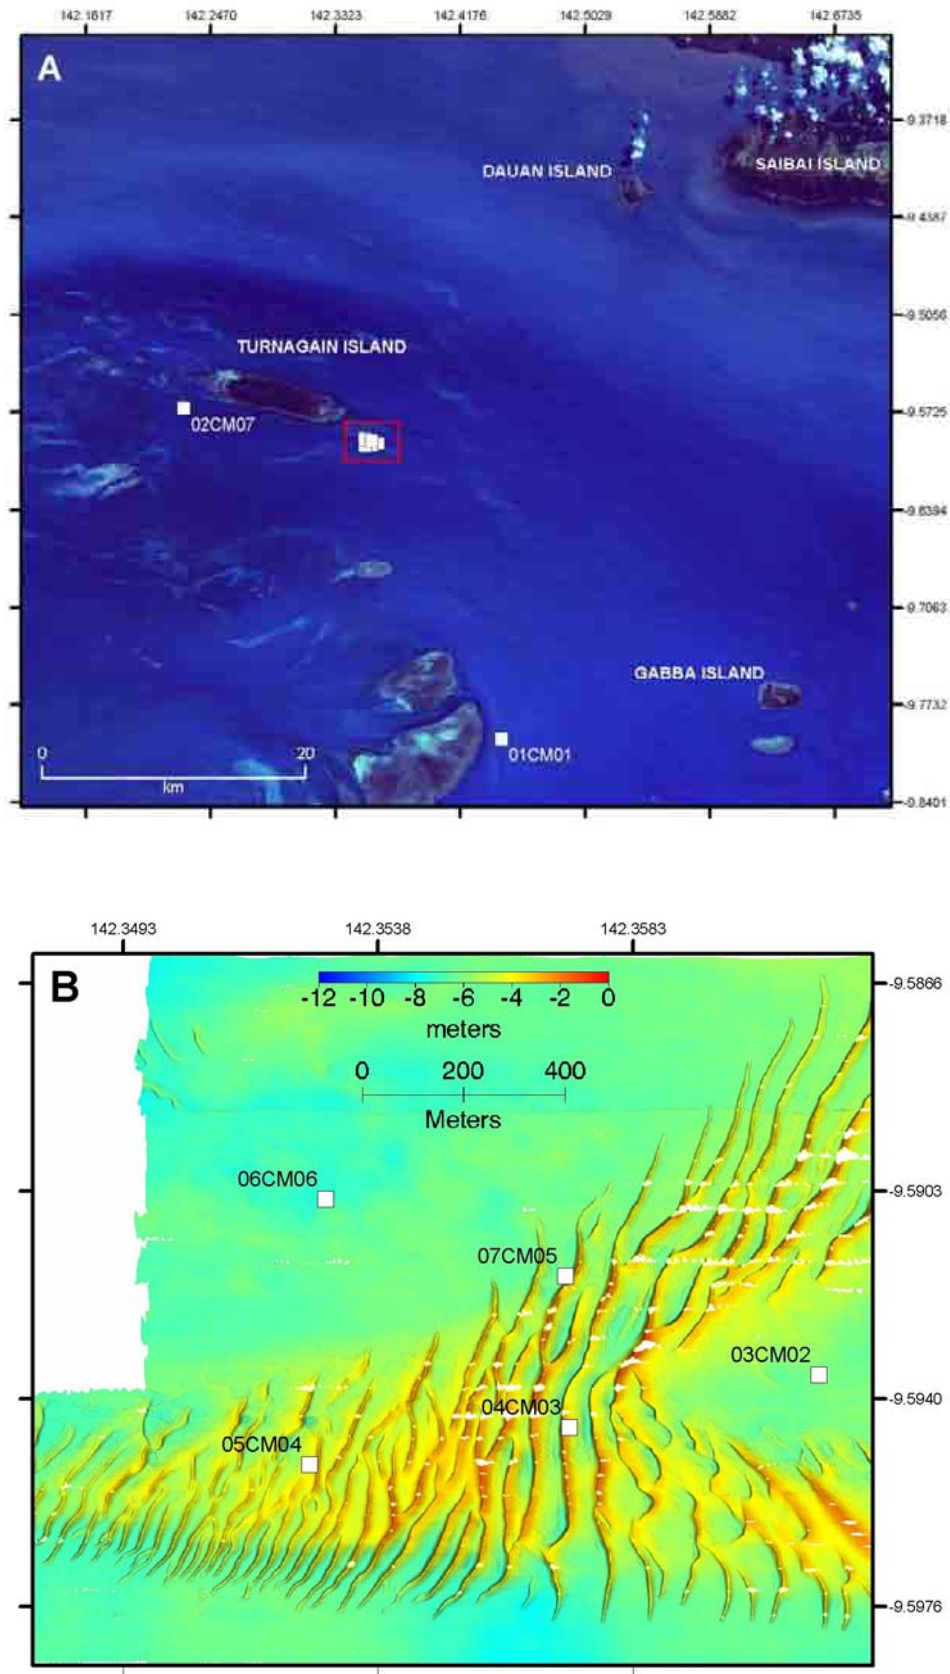 142.1617 142.2470 142.3323 142.4176 142.5029 142.5882 142.6735
A
-9.3718
DAUAN ISLAND
SAIBAI ISLAND
-9.4387
-9.5056
TURNAGAIN ISLAND
02CM07
-9.5725
-9.6394
-9.7063
GABBA ISLAND
-9.7732
0 20
km
01CM01
-9.8401
142.3493 142.3538 142.3583
B
-9.5866
-12 -10 -8 -6 -4 -2 0
meters
0 200 400
Meters
06CM06
-9.5903
07CM05
03CM02
-9.5940
04CM03
05CM04
-9.5976